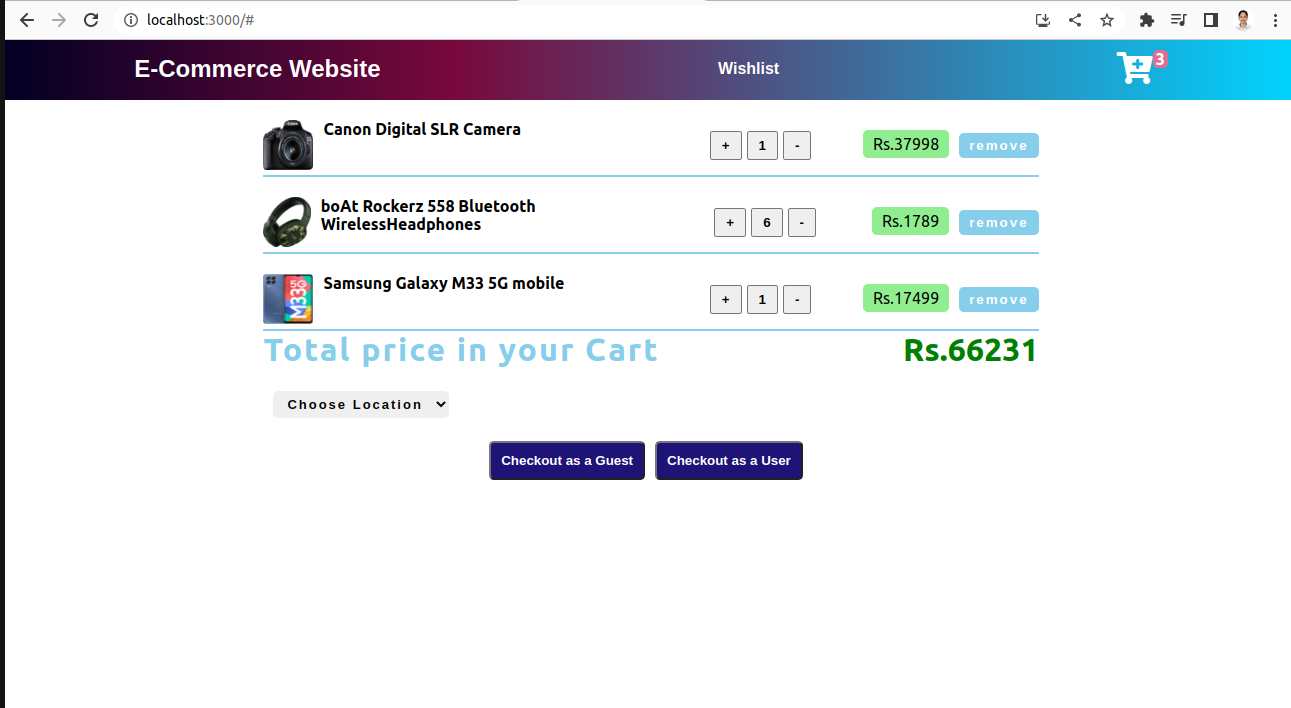 localhost:3000/#
E-Commerce Website Wishlist 3
Canon Digital SLR Camera
+ 1 - Rs.37998 remove
boAt Rockerz 558 Bluetooth
WirelessHeadphones
+ 6 - Rs.1789 remove
5G
M33
Samsung Galaxy M33 5G mobile
+ 1 - Rs.17499 remove
Total price in your Cart Rs.66231
Choose Location
Checkout as a Guest Checkout as a User